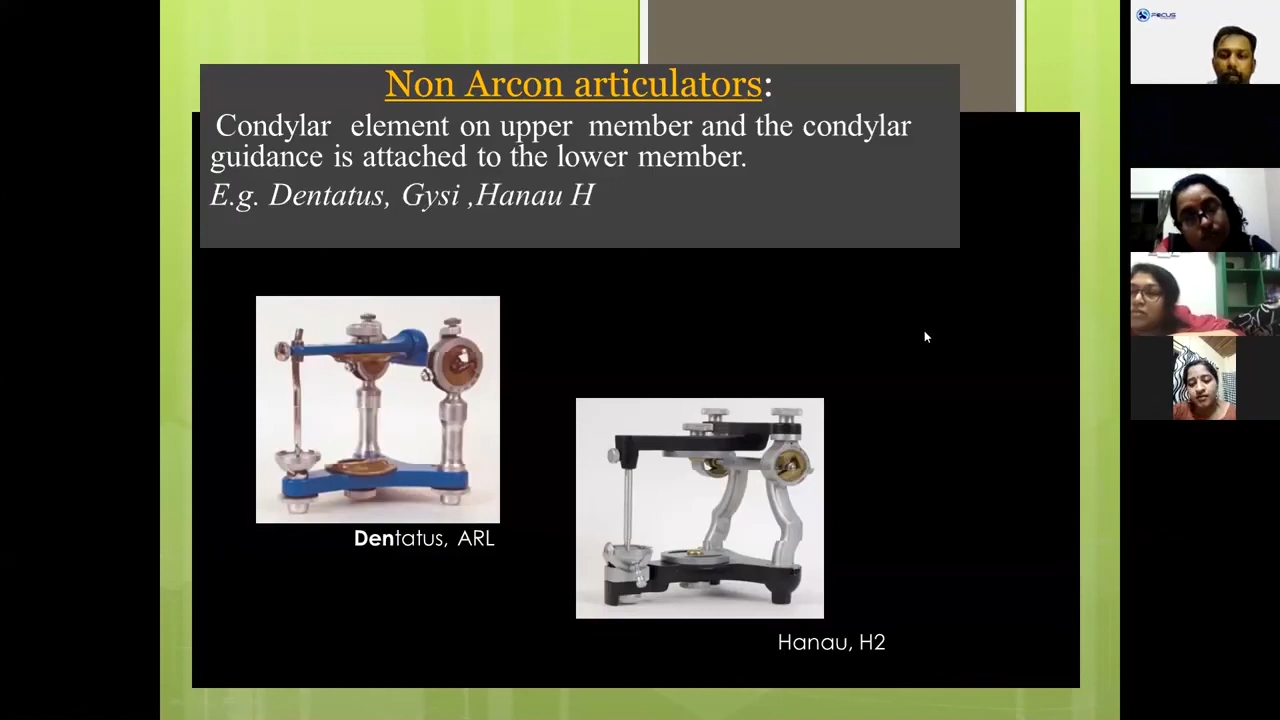 Non Arcon articulators:
Condylar element on upper member and the condylar
guidance is attached to the lower member.
E.g. Dentatus, Gysi ,Hanau H
Dentatus, ARL
Hanau, H2
FOCUS